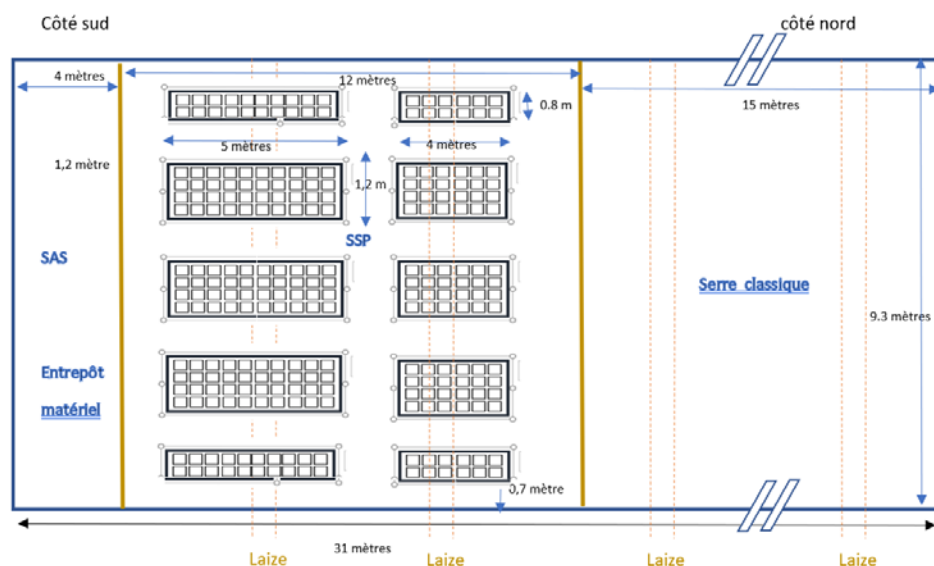 Côté sud
côté nord
4 mètres
12 mètres
15 mètres
0.8 m
5 mètres
4 mètres
1,2 mètre
1,2 m
SSP
SAS
Serre classique
9.3 mètres
Entrepôt
matériel
0,7 mètre
31 mètres
Laize
Laize
Laize
Laize